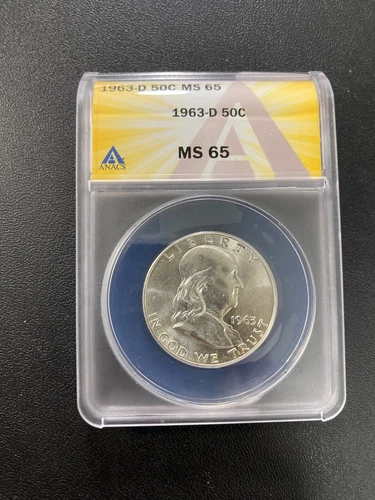 1963-D 50C MS 65
1963-D 50C
MS 65
ANACS
LIBERTY
1963
IN GOD WE TRUST